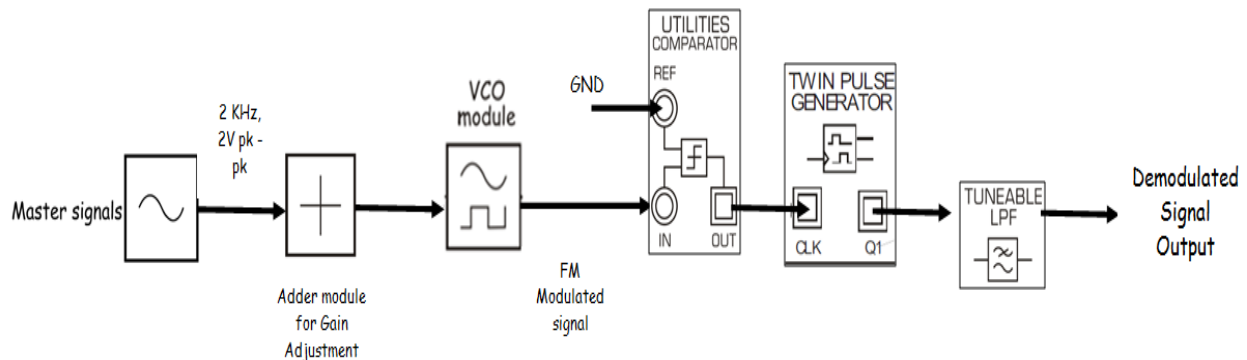 Master signals
2 KHz,
2V pk -
pk
Adder module
for Gain
Adjustment
VCO
module
FM
Modulated
signal
GND
UTILITIES
COMPARATOR
REF
IN
OUT
TWIN PULSE
GENERATOR
CLK
Q1
TUNEABLE
LPF
Demodulated
Signal
Output